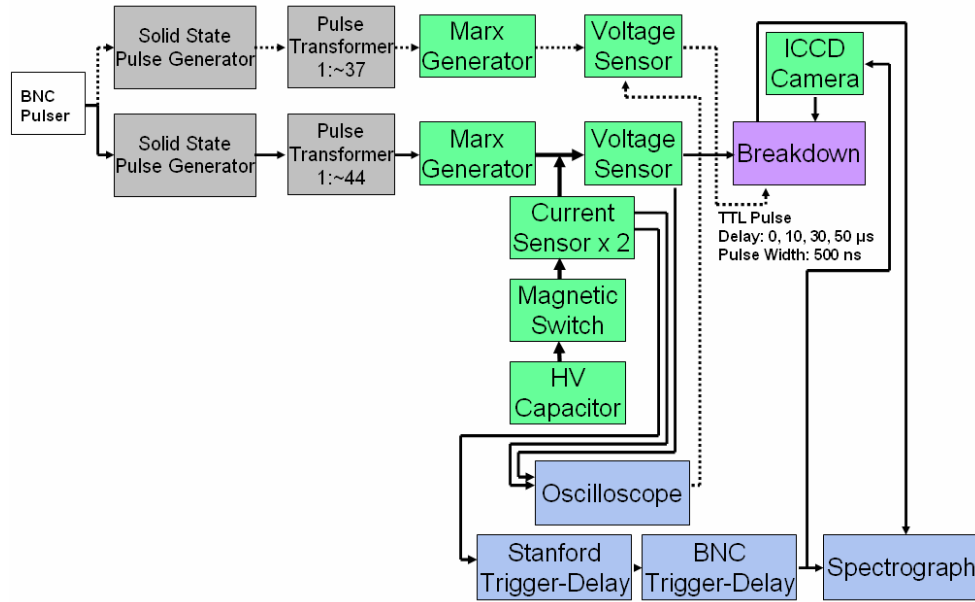 BNC
Pulser
Solid State
Pulse Generator
Pulse
Transformer
1:~37
Marx
Generator
Voltage
Sensor
ICCD
Camera
Solid State
Pulse Generator
Pulse
Transformer
1:~44
Marx
Generator
Voltage
Sensor
Breakdown
TTL Pulse
Delay: 0, 10, 30, 50 µs
Pulse Width: 500 ns
Current
Sensor x 2
Magnetic
Switch
HV
Capacitor
Oscilloscope
Stanford
Trigger-Delay
BNC
Trigger-Delay
Spectrograph